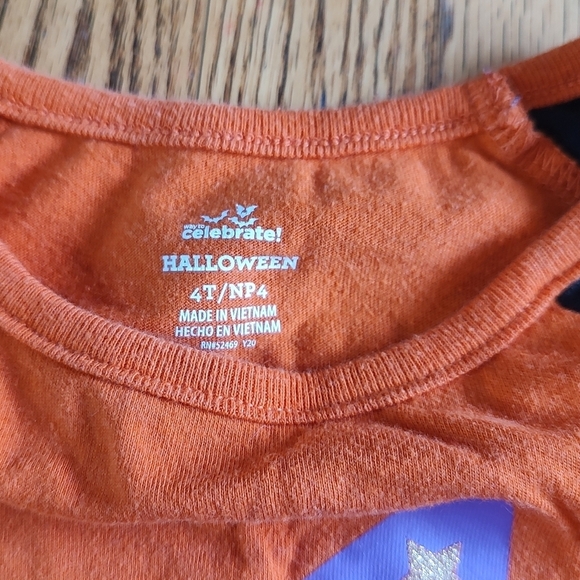 way to
celebrate!
HALLOWEEN
4T/NP4
MADE IN VIETNAM
HECHO EN VIETNAM
RN#52469 Y20